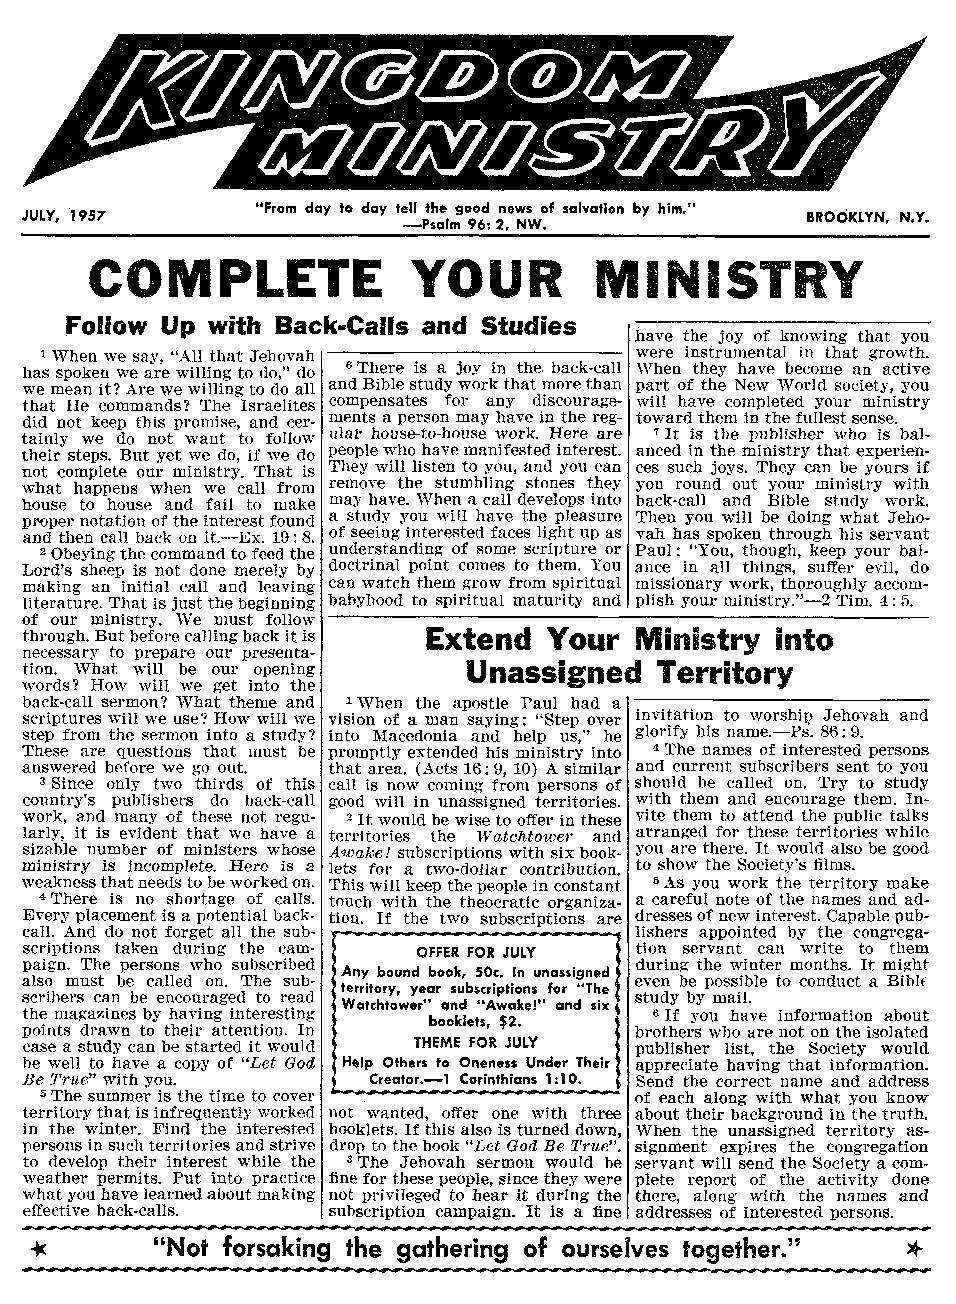 KINGDOM
MINISTRY
JULY, 1957
"From day to day tell the good news of salvation by him."
—Psalm 96:2, NW.
BROOKLYN, N.Y.
COMPLETE YOUR MINISTRY
Follow Up with Back-Calls and Studies
1 When we say, "All that Jehovah
has spoken we are willing to do," do
we mean it? Are we willing to do all
that He commands? The Israelites
did not keep this promise, and cer-
tainly we do not want to follow
their steps. But yet we do, if we do
not complete our ministry. That is
what happens when we call from
house to house and fail to make
proper notation of the interest found
and then call back on it.—Ex. 19:8.
2 Obeying the command to feed the
Lord's sheep is not done merely by
making an initial call and leaving
literature. That is just the beginning
of our ministry. We must follow
through. But before calling back it is
necessary to prepare our presenta-
tion. What will be our opening
words? How will we get into the
back-call sermon? What theme and
scriptures will we use? How will we
step from the sermon into a study?
These are questions that must be
answered before we go out.
3 Since only two thirds of this
country's publishers do back-call
work, and many of these not regu-
larly, it is evident that we have a
sizable number of ministers whose
ministry is incomplete. Here is a
weakness that needs to be worked on.
4 There is no shortage of calls.
Every placement is a potential back-
call. And do not forget all the sub-
scriptions taken during the cam-
paign. The persons who subscribed
also must be called on. The sub-
scribers can be encouraged to read
the magazines by having interesting
points drawn to their attention. In
case a study can be started it would
be well to have a copy of "Let God
Be True" with you.
5 The summer is the time to cover
territory that is infrequently worked
in the winter. Find the interested
persons in such territories and strive
to develop their interest while the
weather permits. Put into practice
what you have learned about making
effective back-calls.
6 There is a joy in the back-call
and Bible study work that more than
compensates for any discourage-
ments a person may have in the reg-
ular house-to-house work. Here are
people who have manifested interest.
They will listen to you, and you can
remove the stumbling stones they
may have. When a call develops into
a study you will have the pleasure
of seeing interested faces light up as
understanding of some scripture or
doctrinal point comes to them. You
can watch them grow from spiritual
babyhood to spiritual maturity and
have the joy of knowing that you
were instrumental in that growth.
When they have become an active
part of the New World society, you
will have completed your ministry
toward them in the fullest sense.
7 It is the publisher who is bal-
anced in the ministry that experien-
ces such joys. They can be yours if
you round out your ministry with
back-call and Bible study work.
Then you will be doing what Jeho-
vah has spoken through his servant
Paul: "You, though, keep your bal-
ance in all things, suffer evil, do
missionary work, thoroughly accom-
plish your ministry."—2 Tim. 4:5.
Extend Your Ministry into
Unassigned Territory
1 When the apostle Paul had a
vision of a man saying: "Step over
into Macedonia and help us," he
promptly extended his ministry into
that area. (Acts 16:9, 10) A similar
call is now coming from persons of
good will in unassigned territories.
2 It would be wise to offer in these
territories the Watchtower and
Awake! subscriptions with six book-
lets for a two-dollar contribution.
This will keep the people in constant
touch with the theocratic organiza-
tion. If the two subscriptions are
OFFER FOR JULY
Any bound book, 50c. In unassigned
territory, year subscriptions for "The
Watchtower" and "Awake!" and six
booklets, $2.
THEME FOR JULY
Help Others to Oneness Under Their
Creator.—1 Corinthians 1:10.
not wanted, offer one with three
booklets. If this also is turned down,
drop to the book "Let God Be True".
3 The Jehovah sermon would be
fine for these people, since they were
not privileged to hear it during the
subscription campaign. It is a fine
invitation to worship Jehovah and
glorify his name.—Ps. 86:9.
4 The names of interested persons
and current subscribers sent to you
should be called on. Try to study
with them and encourage them. In-
vite them to attend the public talks
arranged for these territories while
you are there. It would also be good
to show the Society's films.
5 As you work the territory make
a careful note of the names and ad-
dresses of new interest. Capable pub-
lishers appointed by the congrega-
tion servant can write to them
during the winter months. It might
even be possible to conduct a Bible
study by mail.
6 If you have information about
brothers who are not on the isolated
publisher list, the Society would
appreciate having that information.
Send the correct name and address
of each along with what you know
about their background in the truth.
When the unassigned territory as-
signment expires the congregation
servant will send the Society a com-
plete report of the activity done
there, along with the names and
addresses of interested persons.
★ "Not forsaking the gathering of ourselves together." ★